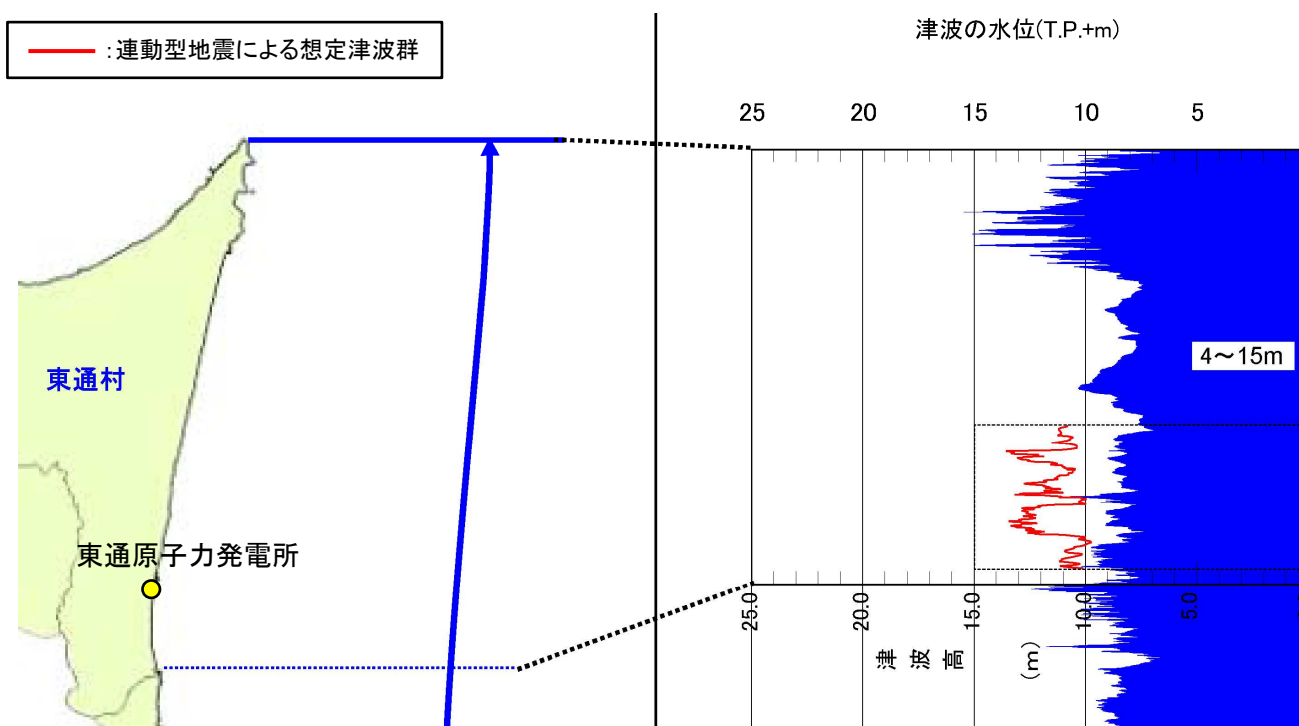 :連動型地震による想定津波群
津波の水位(T.P.+m)
25 20 15 10 5
東通村
4～15m
東通原子力発電所
25.0 20.0 15.0 10.0 5.0
津波高 (m)